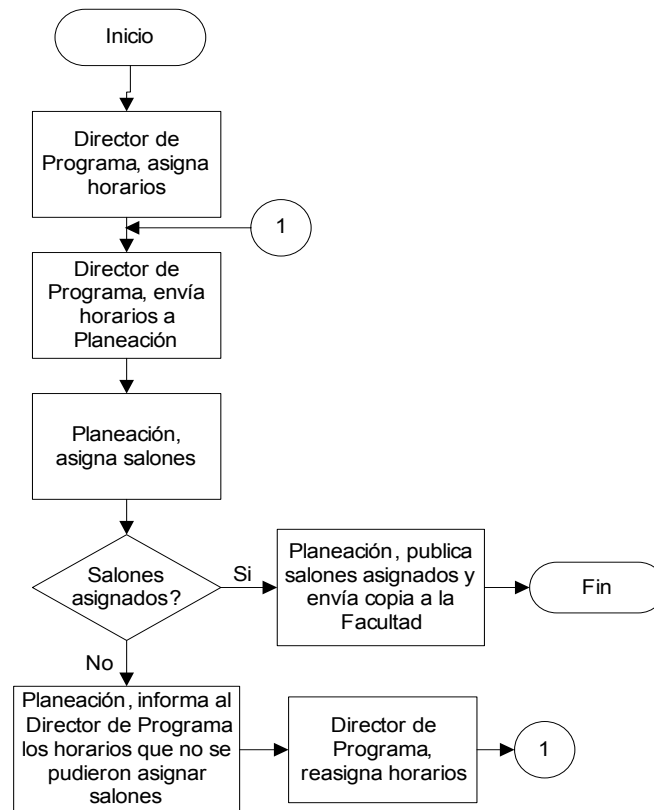 Inicio
Director de
Programa, asigna
horarios
1
Director de
Programa, envía
horarios a
Planeación
Planeación,
asigna salones
Salones
asignados?
Si
Planeación, publica
salones asignados y
envía copia a la
Facultad
Fin
No
Planeación, informa al
Director de Programa
los horarios que no se
pudieron asignar
salones
Director de
Programa,
reasigna horarios
1